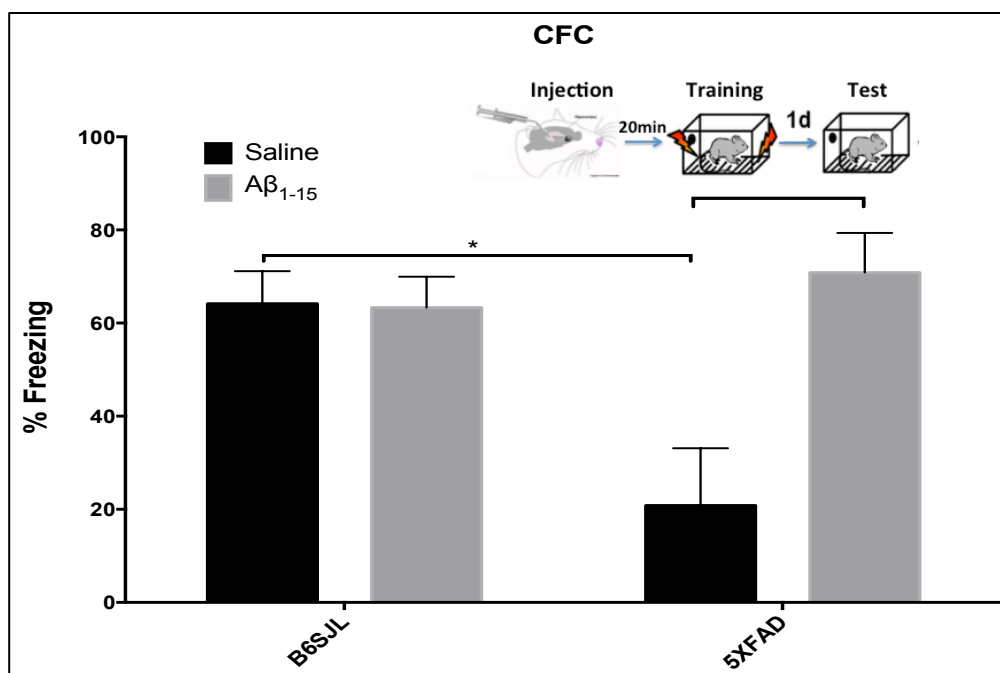 CFC
Injection
Training
Test
20min
1d
Saline
Aβ1-15
*
% Freezing
100
80
60
40
20
0
B6SJL
5XFAD